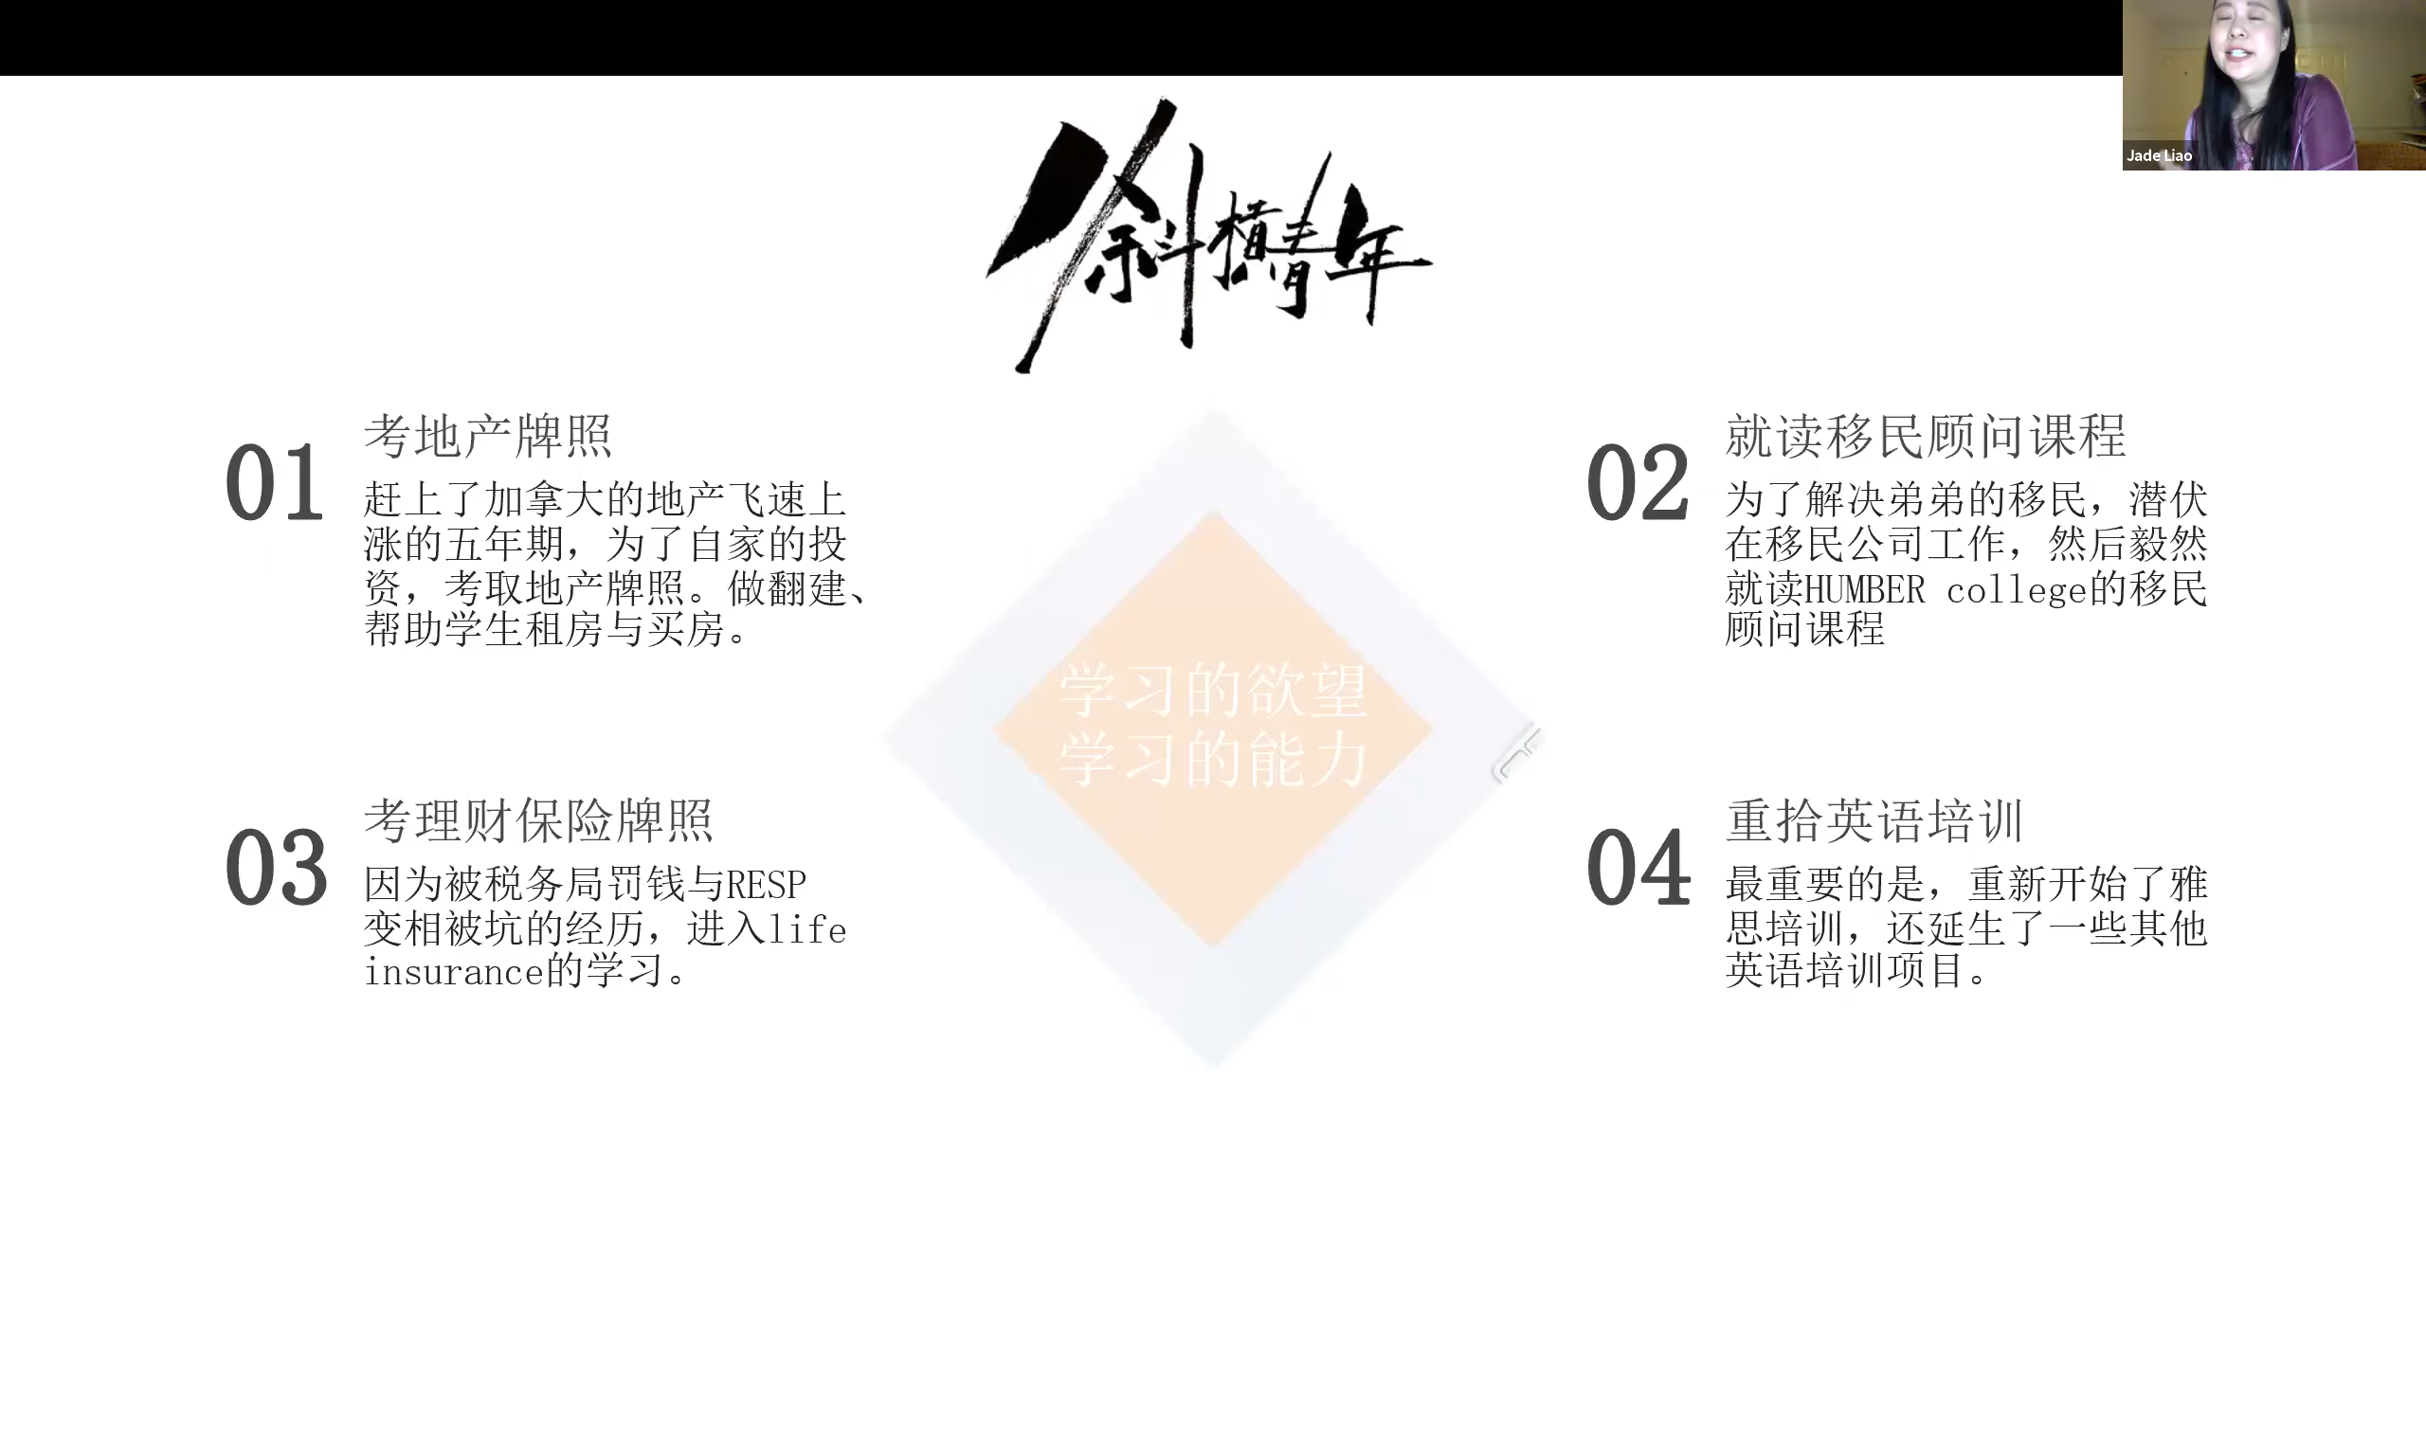 Jade Liao
斜槓青年
01
考地产牌照
赶上了加拿大的地产飞速上
涨的五年期，为了自家的投
资，考取地产牌照。做翻建、
帮助学生租房与买房。
02
就读移民顾问课程
为了解决弟弟的移民，潜伏
在移民公司工作，然后毅然
就读HUMBER college的移民
顾问课程
学习的欲望
学习的能力
03
考理财保险牌照
因为被税务局罚钱与RESP
变相被坑的经历，进入life
insurance的学习。
04
重拾英语培训
最重要的是，重新开始了雅
思培训，还延生了一些其他
英语培训项目。